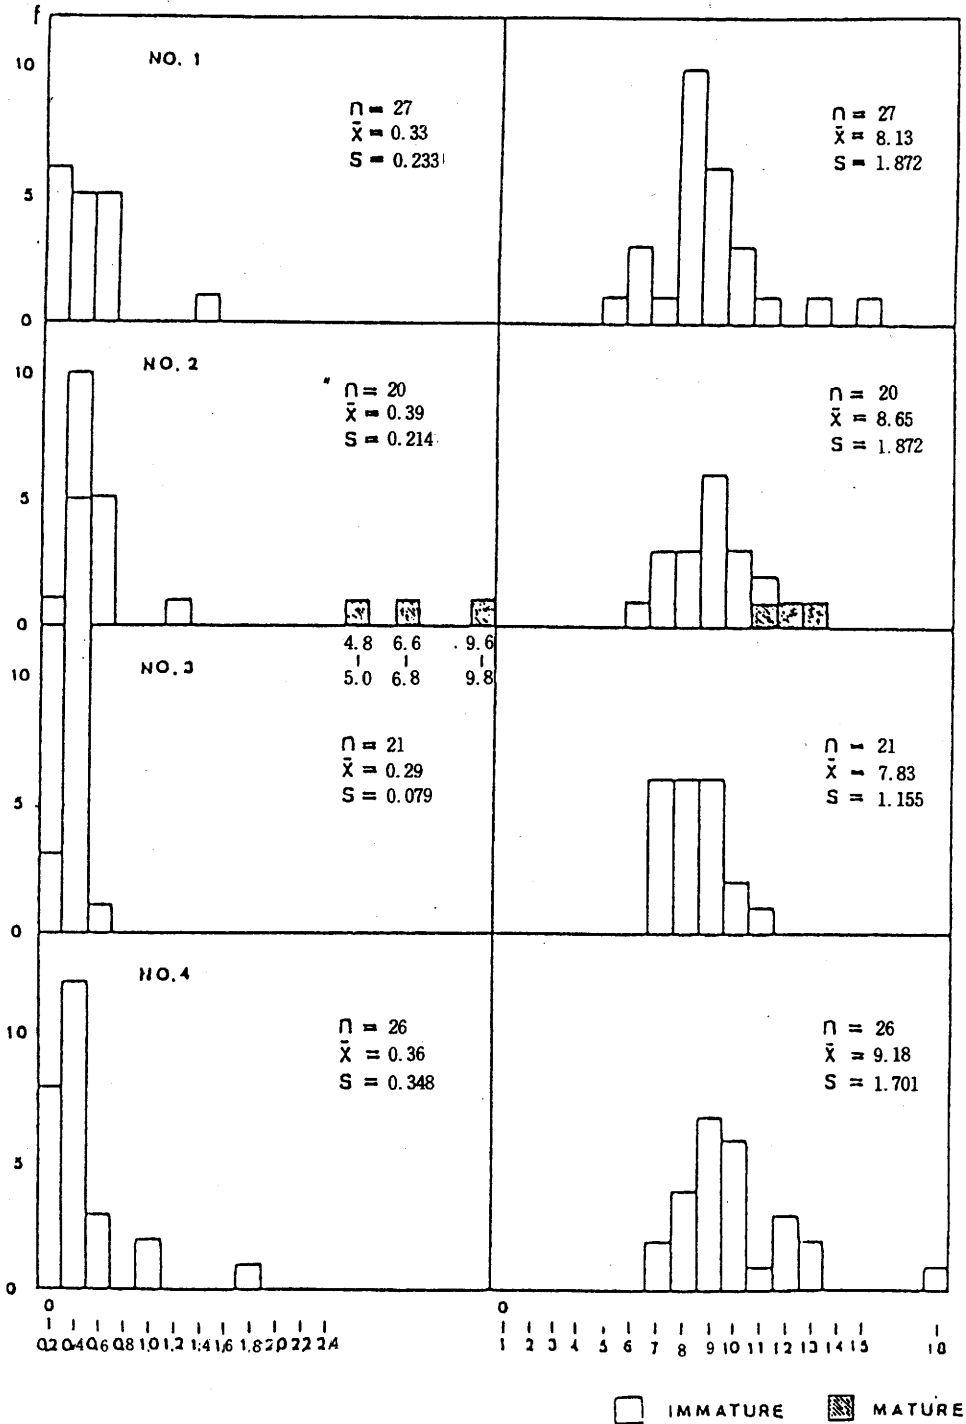 f
10
NO. 1
n = 27
x̄ = 0.33
S = 0.233
n = 27
x̄ = 8.13
S = 1.872
5
0
NO. 2
10
n = 20
x̄ = 0.39
S = 0.214
n = 20
x̄ = 8.65
S = 1.872
5
0
4.8 6.6 9.6
5.0 6.8 9.8
NO. 3
10
n = 21
x̄ = 0.29
S = 0.079
n = 21
x̄ = 7.83
S = 1.155
5
0
NO. 4
10
n = 26
x̄ = 0.36
S = 0.348
n = 26
x̄ = 9.18
S = 1.701
5
0
0 0
0.2 0.4 0.6 0.8 1.0 1.2 1.4 1.6 1.8 2.0 2.2 2.4
1 2 3 4 5 6 7 8 9 10 11 12 13 14 15 18
IMMATURE MATURE